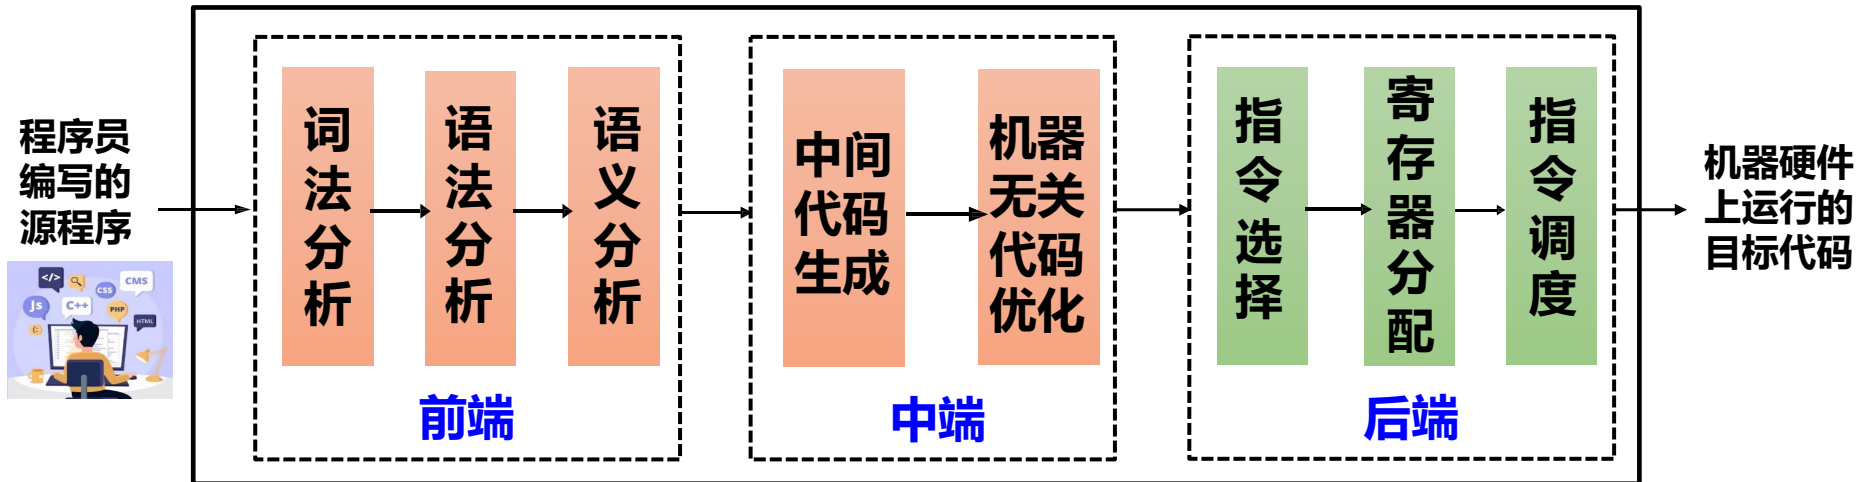 程序员
编写的
源程序
</>
CMS
CSS
Js
C++
PHP
HTML
(:
词法分析
语法分析
语义分析
前端
中间
代码
生成
机器
无关
代码
优化
中端
指令选择
寄存器分配
指令调度
后端
机器硬件
上运行的
目标代码